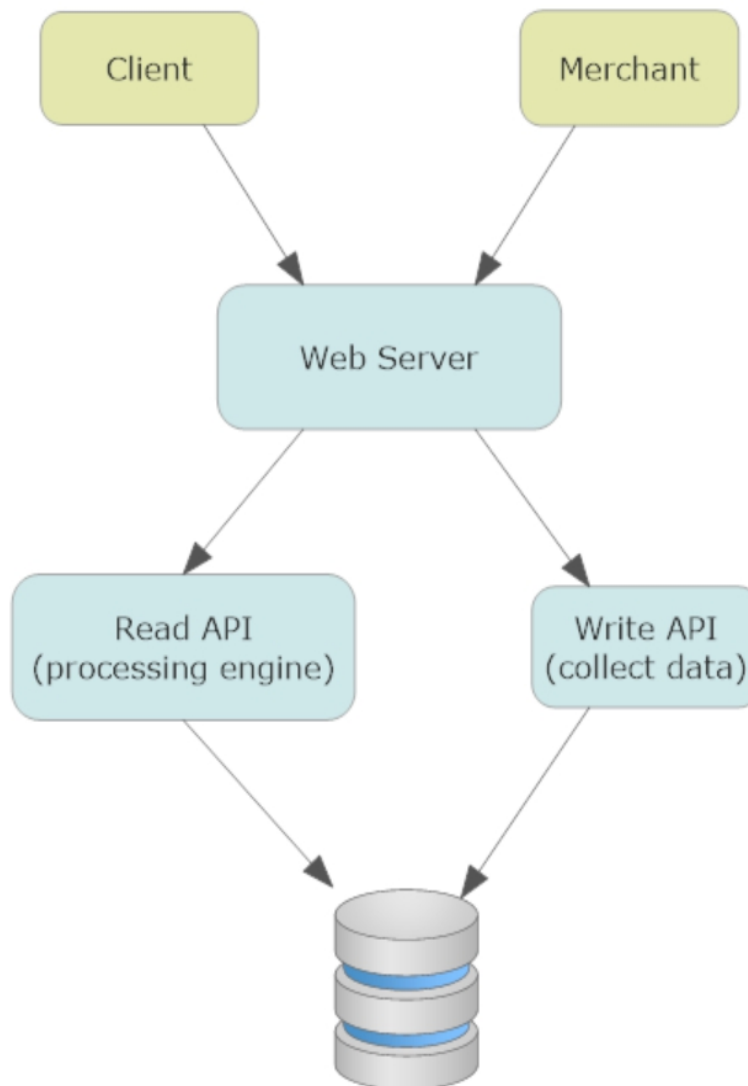 Client
Merchant
Web Server
Read API
(processing engine)
Write API
(collect data)